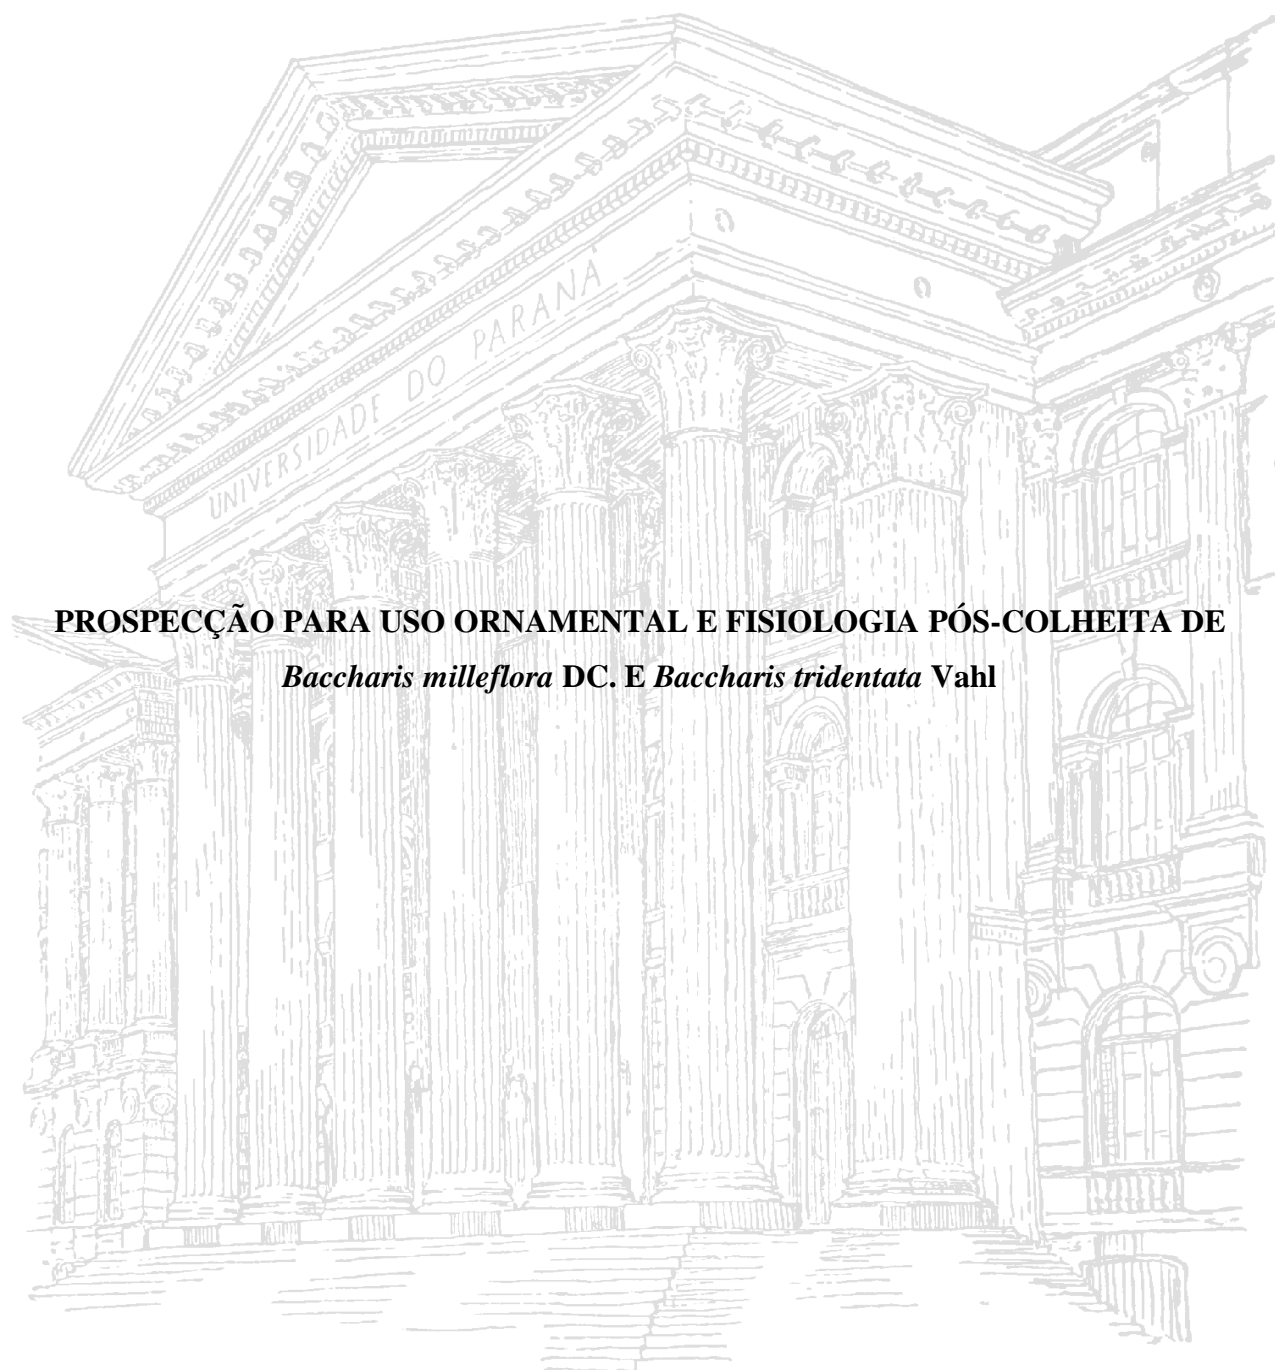 UNIVERSIDADE DO PARANÁ
PROSPECÇÃO PARA USO ORNAMENTAL E FISIOLOGIA PÓS-COLHEITA DE
Baccharis milleflora DC. E Baccharis tridentata Vahl